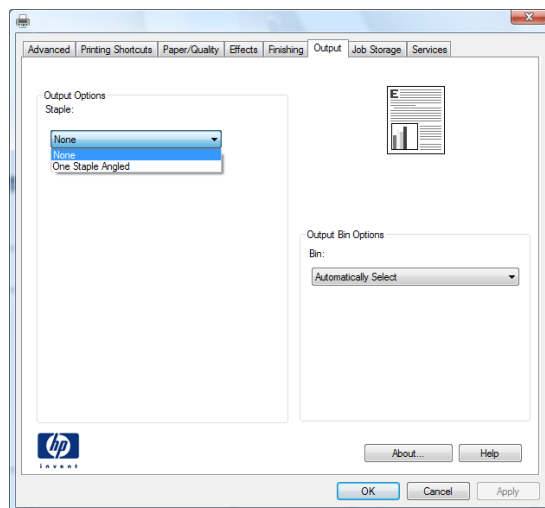 Advanced Printing Shortcuts Paper/Quality Effects Finishing Output Job Storage Services
Output Options
Staple:
None
None
One Staple Angled
E
Output Bin Options
Bin:
Automatically Select
hp
invent
About... Help
OK Cancel Apply